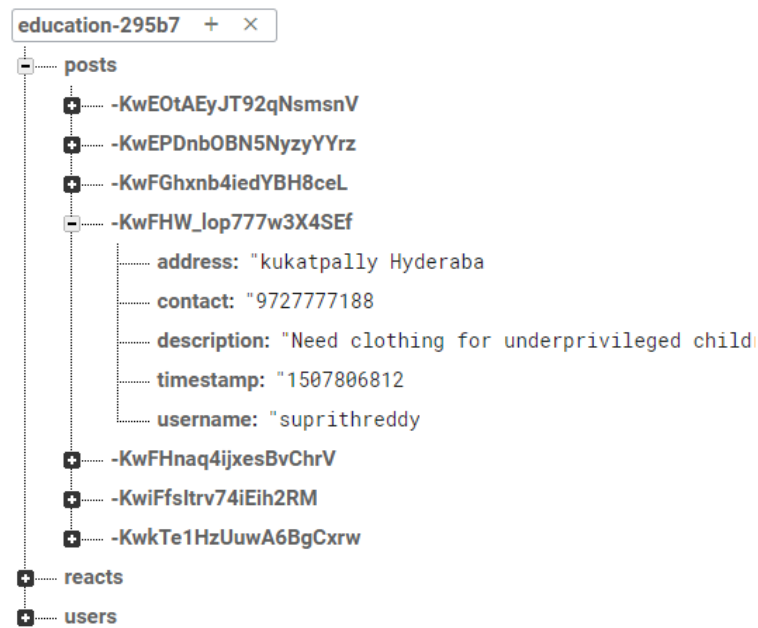 education-295b7 + ×
posts
-KwEOtAEyJT92qNsmsnV
-KwEPDnbOBN5NyzyYYrz
-KwFGhxnb4iedYBH8ceL
-KwFHW_lop777w3X4SEf
address: "kukatpally Hyderaba
contact: "9727777188
description: "Need clothing for underprivileged child
timestamp: "1507806812
username: "suprithreddy
-KwFHnaq4ijxesBvChrV
-KwiFfsltrv74iEih2RM
-KwkTe1HzUuwA6BgCxrw
reacts
users